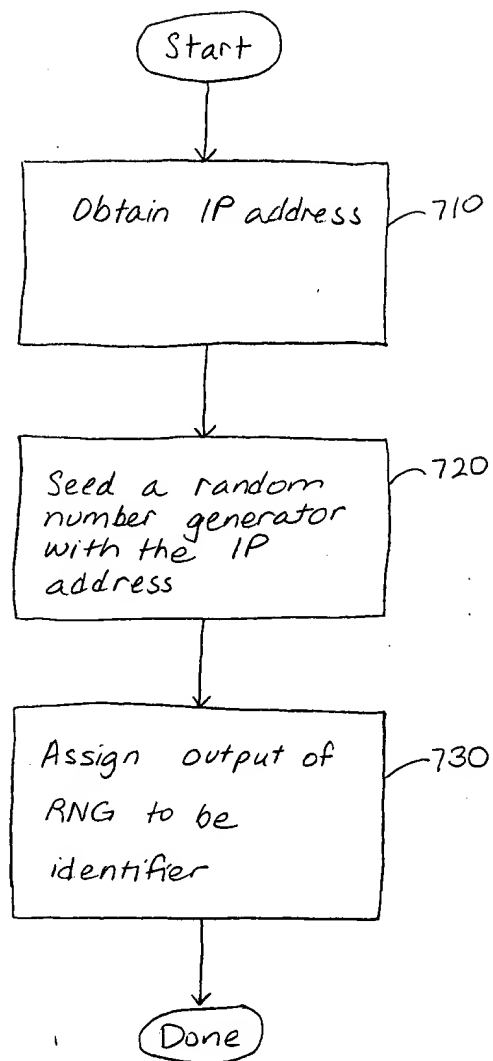 Start
Obtain IP address
710
Seed a random
number generator
with the IP
address
720
Assign output of
RNG to be
identifier
730
Done